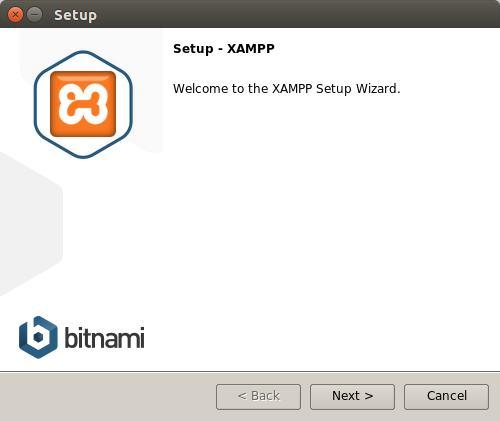 Setup
Setup - XAMPP
Welcome to the XAMPP Setup Wizard.
bitnami
< Back
Next >
Cancel